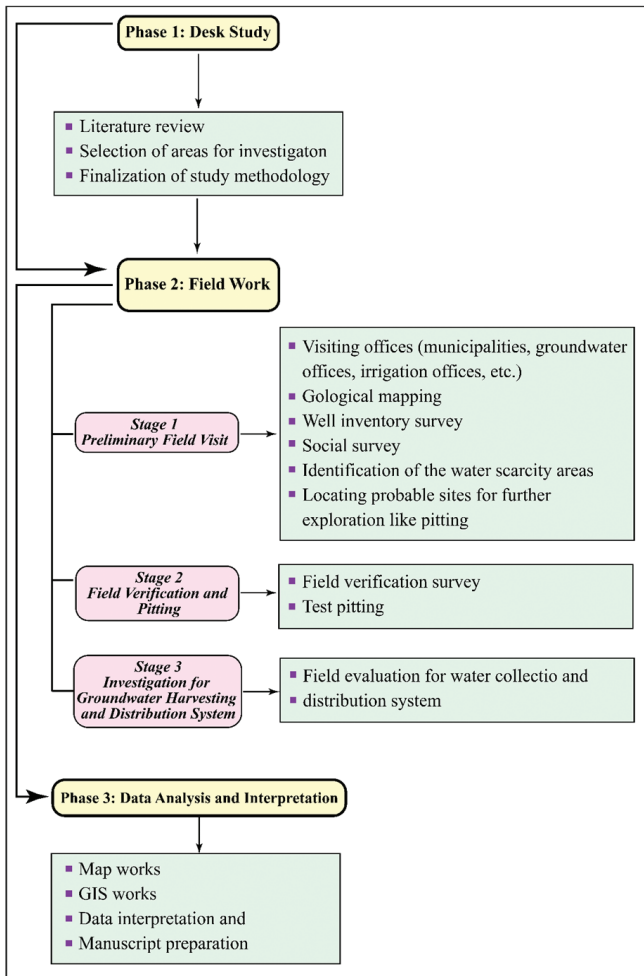 Phase 1: Desk Study
▪ Literature review
▪ Selection of areas for investigaton
▪ Finalization of study methodology
Phase 2: Field Work
Stage 1
Preliminary Field Visit
▪ Visiting offices (municipalities, groundwater
offices, irrigation offices, etc.)
▪ Gological mapping
▪ Well inventory survey
▪ Social survey
▪ Identification of the water scarcity areas
▪ Locating probable sites for further
exploration like pitting
Stage 2
Field Verification and
Pitting
▪ Field verification survey
▪ Test pitting
Stage 3
Investigation for
Groundwater Harvesting
and Distribution System
▪ Field evaluation for water collectio and
▪ distribution system
Phase 3: Data Analysis and Interpretation
▪ Map works
▪ GIS works
▪ Data interpretation and
▪ Manuscript preparation